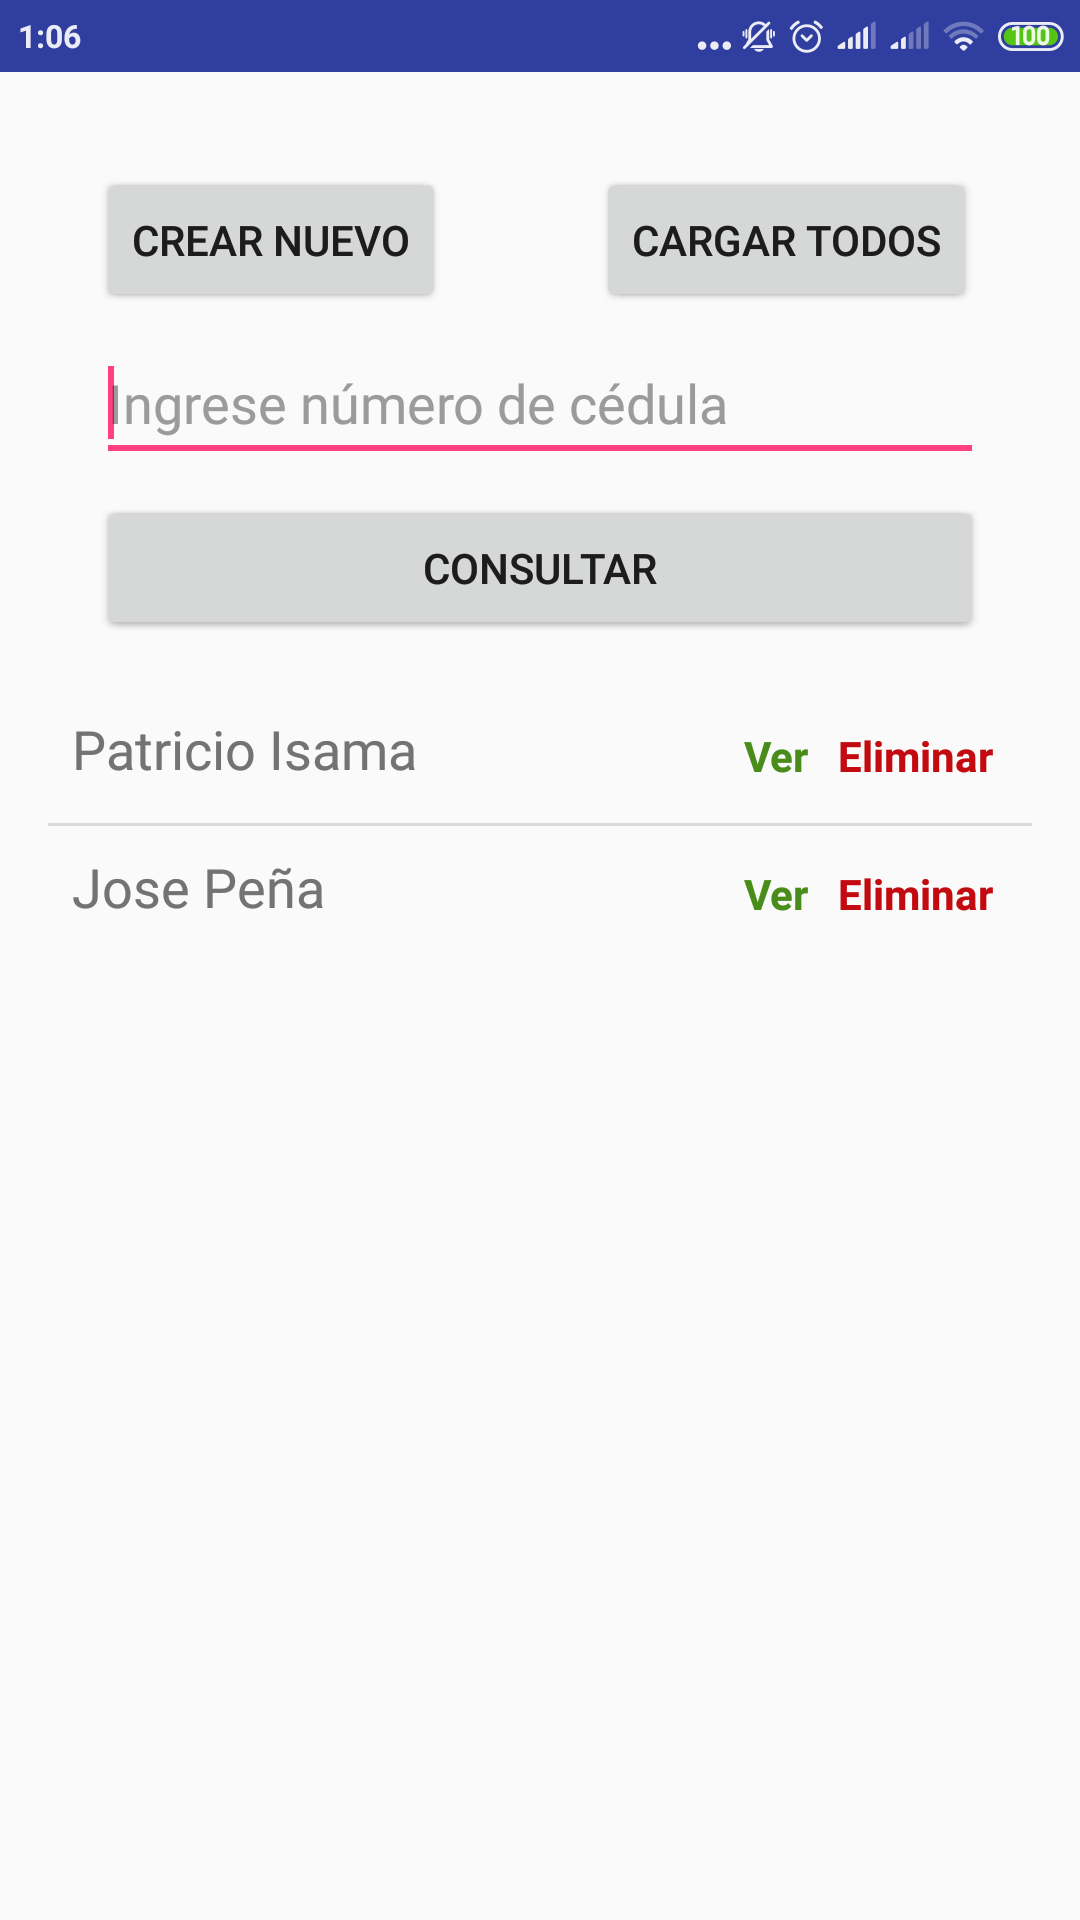 1:06 100
CREAR NUEVO CARGAR TODOS
Ingrese número de cédula
CONSULTAR
Patricio Isama Ver Eliminar
Jose Peña Ver Eliminar